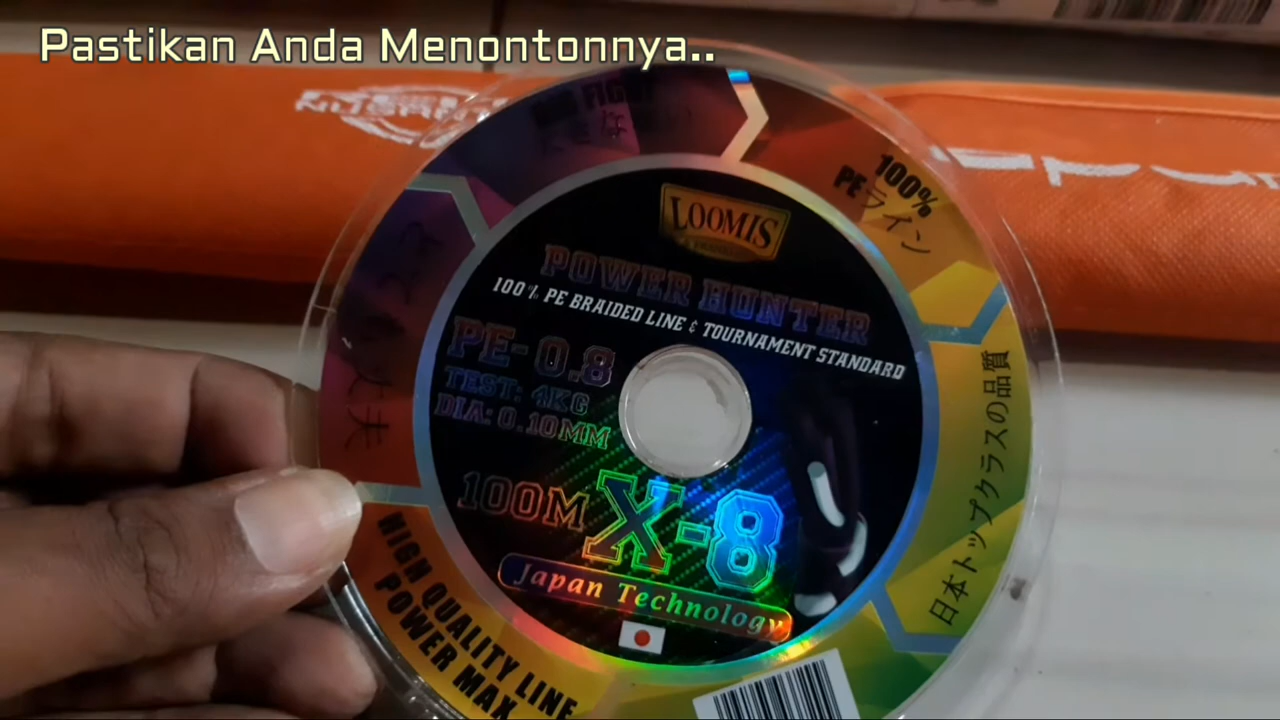 Pastikan Anda Menontonnya..
100%
PEライン
LOOMIS
POWER HUNTER
100% PE BRAIDED LINE & TOURNAMENT STANDARD
PE-0.8
TEST: 4KG
DIA: 0.10MM
100M X-8
Japan Technology
日本トップクラスの品質
HIGH QUALITY LINE
POWER MAX